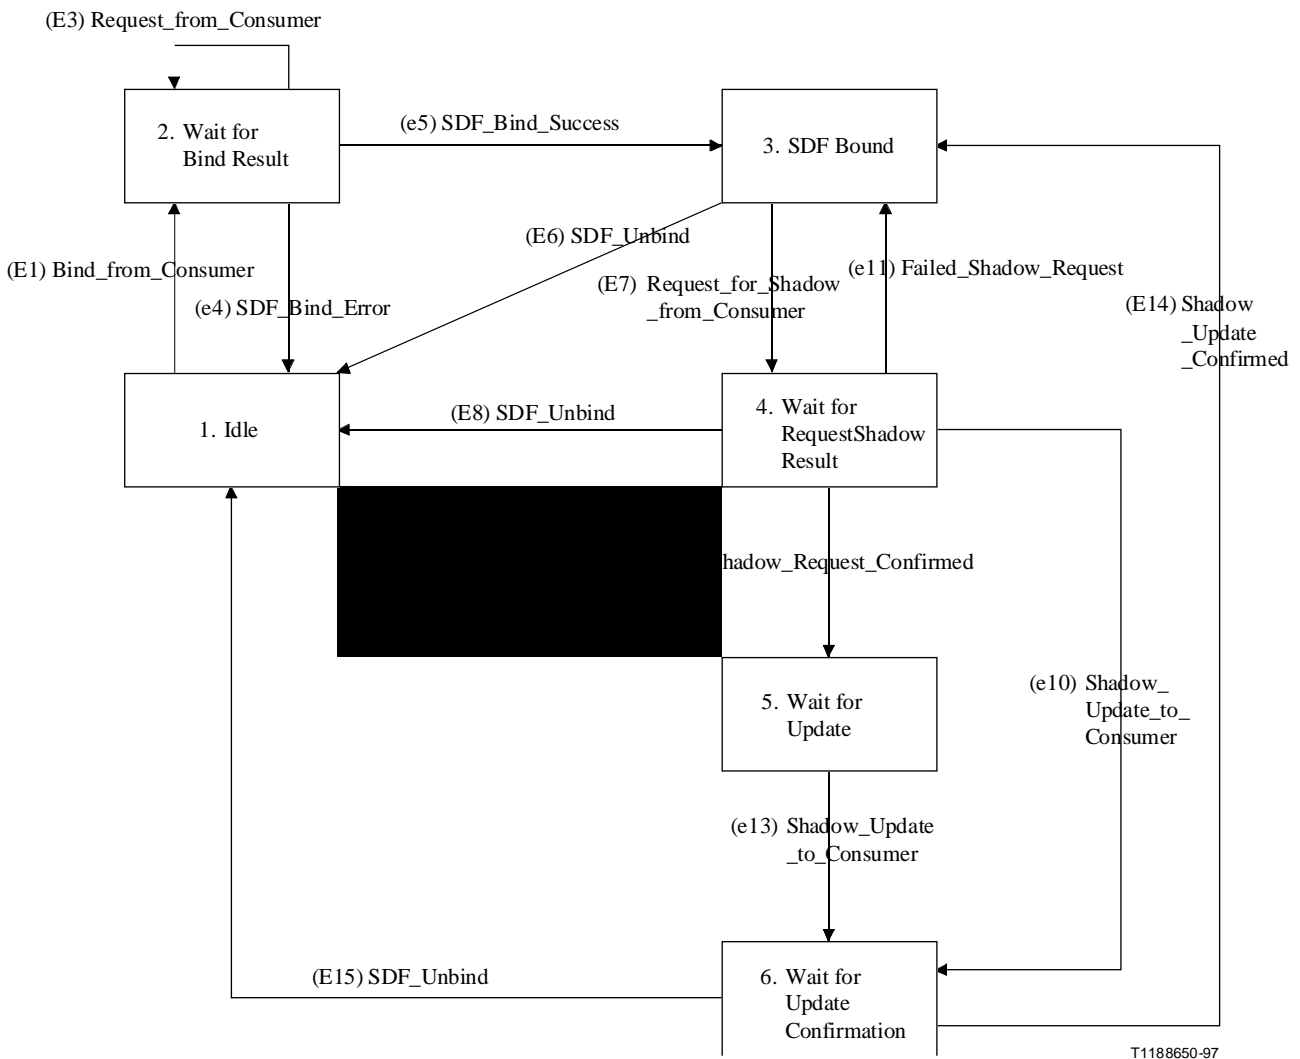 (E3) Request_from_Consumer
2. Wait for
Bind Result
(e5) SDF_Bind_Success
3. SDF Bound
(E6) SDF_Unbind
(E1) Bind_from_Consumer
(e11) Failed_Shadow_Request
(E7) Request_for_Shadow
_from_Consumer
(e4) SDF_Bind_Error
(E14) Shadow
_Update
_Confirmed
1. Idle
(E8) SDF_Unbind
4. Wait for
RequestShadow
Result
hadow_Request_Confirmed
5. Wait for
Update
(e10) Shadow_
Update_to_
Consumer
(e13) Shadow_Update
_to_Consumer
(E15) SDF_Unbind
6. Wait for
Update
Confirmation
T1188650-97